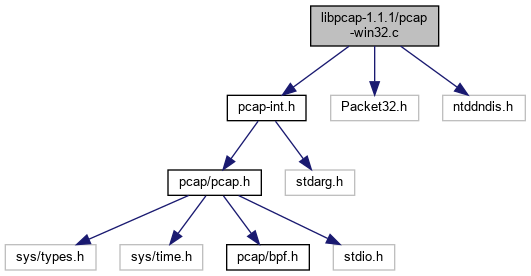 libpcap-1.1.1/pcap
-win32.c
pcap-int.h
Packet32.h
ntddndis.h
pcap/pcap.h
stdarg.h
sys/types.h
sys/time.h
pcap/bpf.h
stdio.h